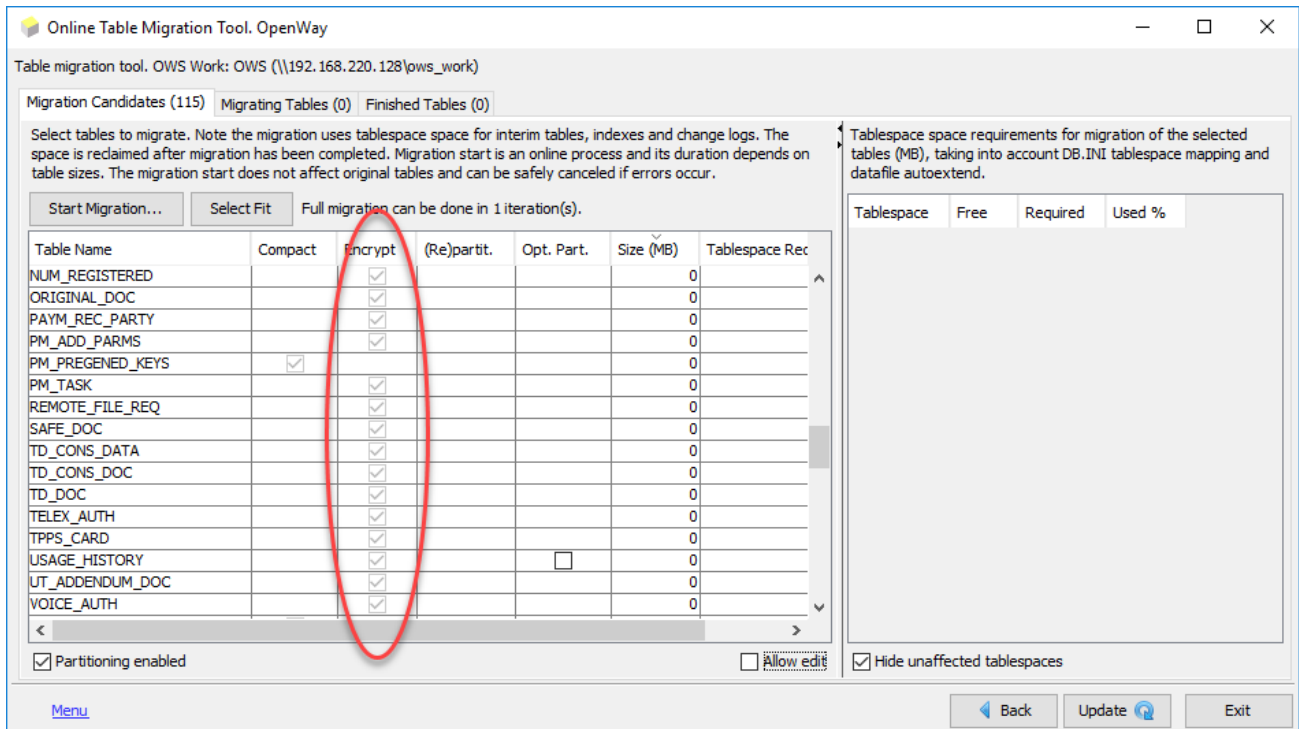 Online Table Migration Tool. OpenWay
Table migration tool. OWS Work: OWS (\\192.168.220.128\ows_work)
Migration Candidates (115) Migrating Tables (0) Finished Tables (0)
Select tables to migrate. Note the migration uses tablespace space for interim tables, indexes and change logs. The
space is reclaimed after migration has been completed. Migration start is an online process and its duration depends on
table sizes. The migration start does not affect original tables and can be safely canceled if errors occur.
Tablespace space requirements for migration of the selected
tables (MB), taking into account DB.INI tablespace mapping and
datafile autoextend.
Start Migration... Select Fit Full migration can be done in 1 iteration(s).
Tablespace Free Required Used %
Table Name Compact Encrypt (Re)partit. Opt. Part. Size (MB) Tablespace Rec
NUM_REGISTERED 0
ORIGINAL_DOC 0
PAYM_REC_PARTY 0
PM_ADD_PARMS 0
PM_PREGENED_KEYS 0
PM_TASK 0
REMOTE_FILE_REQ 0
SAFE_DOC 0
TD_CONS_DATA 0
TD_CONS_DOC 0
TD_DOC 0
TELEX_AUTH 0
TPPS_CARD 0
USAGE_HISTORY 0
UT_ADDENDUM_DOC 0
VOICE_AUTH 0
Partitioning enabled Allow edit Hide unaffected tablespaces
Menu Back Update Exit